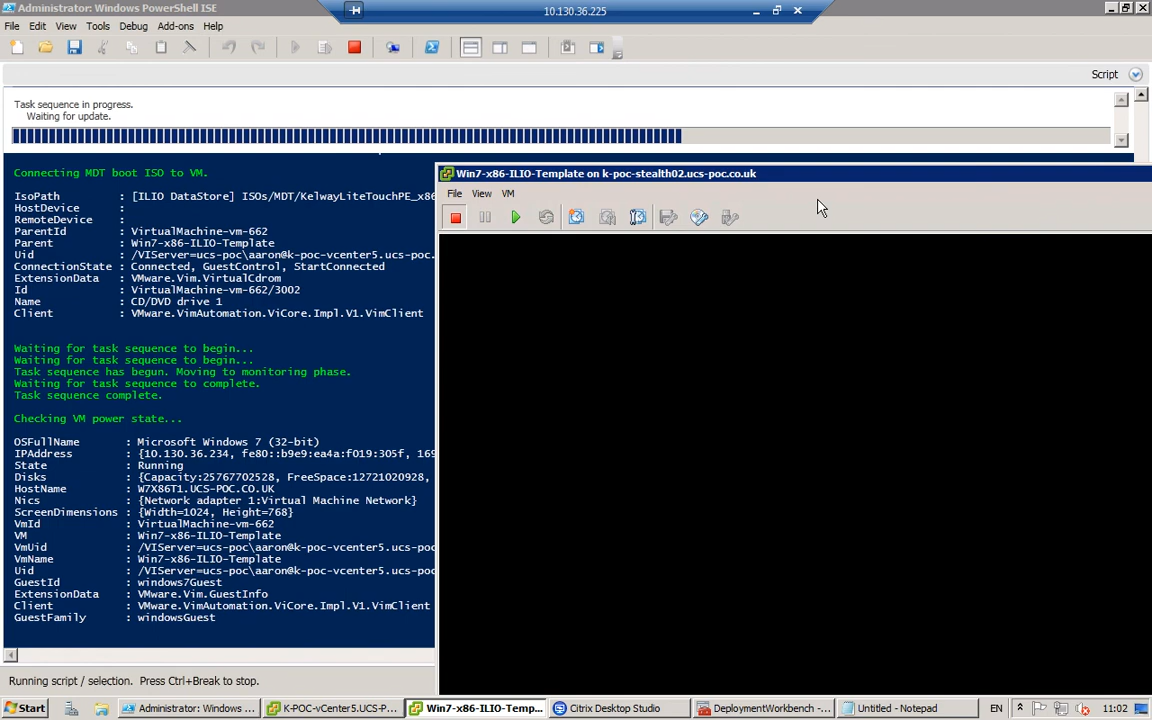 Administrator: Windows PowerShell ISE
10.130.36.225
File Edit View Tools Debug Add-ons Help
Script
Task sequence in progress.
Waiting for update.
Connecting MDT boot ISO to VM.
IsoPath : [ILIO DataStore] ISOs/MDT/KelwayLiteTouchPE_x86
HostDevice :
RemoteDevice :
ParentId : VirtualMachine-vm-662
Parent : Win7-x86-ILIO-Template
Uid : /VIServer=ucs-poc\aaron@k-poc-vcenter5.ucs-poc.
ConnectionState : Connected, GuestControl, StartConnected
ExtensionData : VMware.Vim.VirtualCdrom
Id : VirtualMachine-vm-662/3002
Name : CD/DVD drive 1
Client : VMware.VimAutomation.ViCore.Impl.V1.VimClient
Waiting for task sequence to begin...
Waiting for task sequence to begin...
Task sequence has begun. Moving to monitoring phase.
Waiting for task sequence to complete.
Task sequence complete.
Checking VM power state...
OSFullName : Microsoft Windows 7 (32-bit)
IPAddress : {10.130.36.234, fe80::b9e9:ea4a:f019:305f, 169
State : Running
Disks : {Capacity:25767702528, FreeSpace:12721020928,
HostName : W7X86T1.UCS-POC.CO.UK
Nics : {Network adapter 1:Virtual Machine Network}
ScreenDimensions : {Width=1024, Height=768}
VmId : VirtualMachine-vm-662
VM : Win7-x86-ILIO-Template
VmUid : /VIServer=ucs-poc\aaron@k-poc-vcenter5.ucs-poc
VmName : Win7-x86-ILIO-Template
Uid : /VIServer=ucs-poc\aaron@k-poc-vcenter5.ucs-poc
GuestId : windows7Guest
ExtensionData : VMware.Vim.GuestInfo
Client : VMware.VimAutomation.ViCore.Impl.V1.VimClient
GuestFamily : windowsGuest
Win7-x86-ILIO-Template on k-poc-stealth02.ucs-poc.co.uk
File View VM
Running script / selection. Press Ctrl+Break to stop.
Start Administrator: Windows ... K-POC-vCenter5.UCS-P... Win7-x86-ILIO-Temp... Citrix Desktop Studio DeploymentWorkbench -... Untitled - Notepad EN 11:02